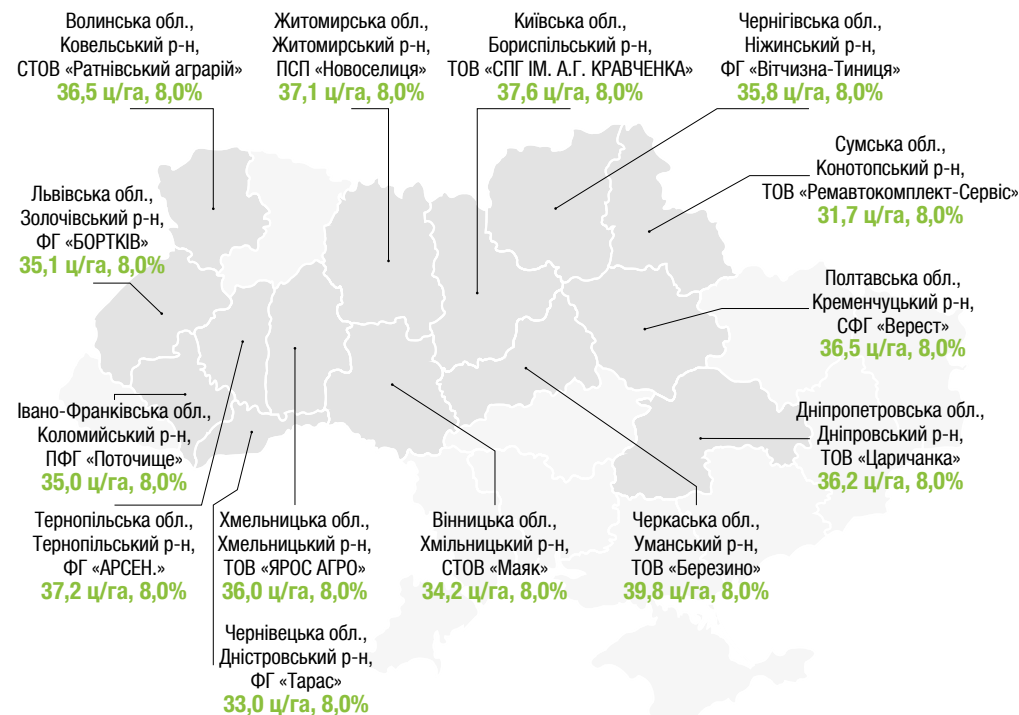 Волинська обл.,
Ковельський р-н,
СТОВ «Ратнівський аграрій»
36,5 ц/га, 8,0%
Житомирська обл.,
Житомирський р-н,
ПСП «Новоселиця»
37,1 ц/га, 8,0%
Київська обл.,
Бориспільський р-н,
ТОВ «СПГ ІМ. А.Г. КРАВЧЕНКА»
37,6 ц/га, 8,0%
Чернігівська обл.,
Ніжинський р-н,
ФГ «Вітчизна-Тиниця»
35,8 ц/га, 8,0%
Сумська обл.,
Конотопський р-н,
ТОВ «Ремавтокомплект-Сервіс»
31,7 ц/га, 8,0%
Львівська обл.,
Золочівський р-н,
ФГ «БОРТКІВ»
35,1 ц/га, 8,0%
Полтавська обл.,
Кременчуцький р-н,
СФГ «Верест»
36,5 ц/га, 8,0%
Івано-Франківська обл.,
Коломийський р-н,
ПФГ «Поточище»
35,0 ц/га, 8,0%
Дніпропетровська обл.,
Дніпровський р-н,
ТОВ «Царичанка»
36,2 ц/га, 8,0%
Тернопільська обл.,
Тернопільський р-н,
ФГ «АРСЕН.»
37,2 ц/га, 8,0%
Хмельницька обл.,
Хмельницький р-н,
ТОВ «ЯРОС АГРО»
36,0 ц/га, 8,0%
Вінницька обл.,
Хмільницький р-н,
СТОВ «Маяк»
34,2 ц/га, 8,0%
Черкаська обл.,
Уманський р-н,
ТОВ «Березино»
39,8 ц/га, 8,0%
Чернівецька обл.,
Дністровський р-н,
ФГ «Тарас»
33,0 ц/га, 8,0%